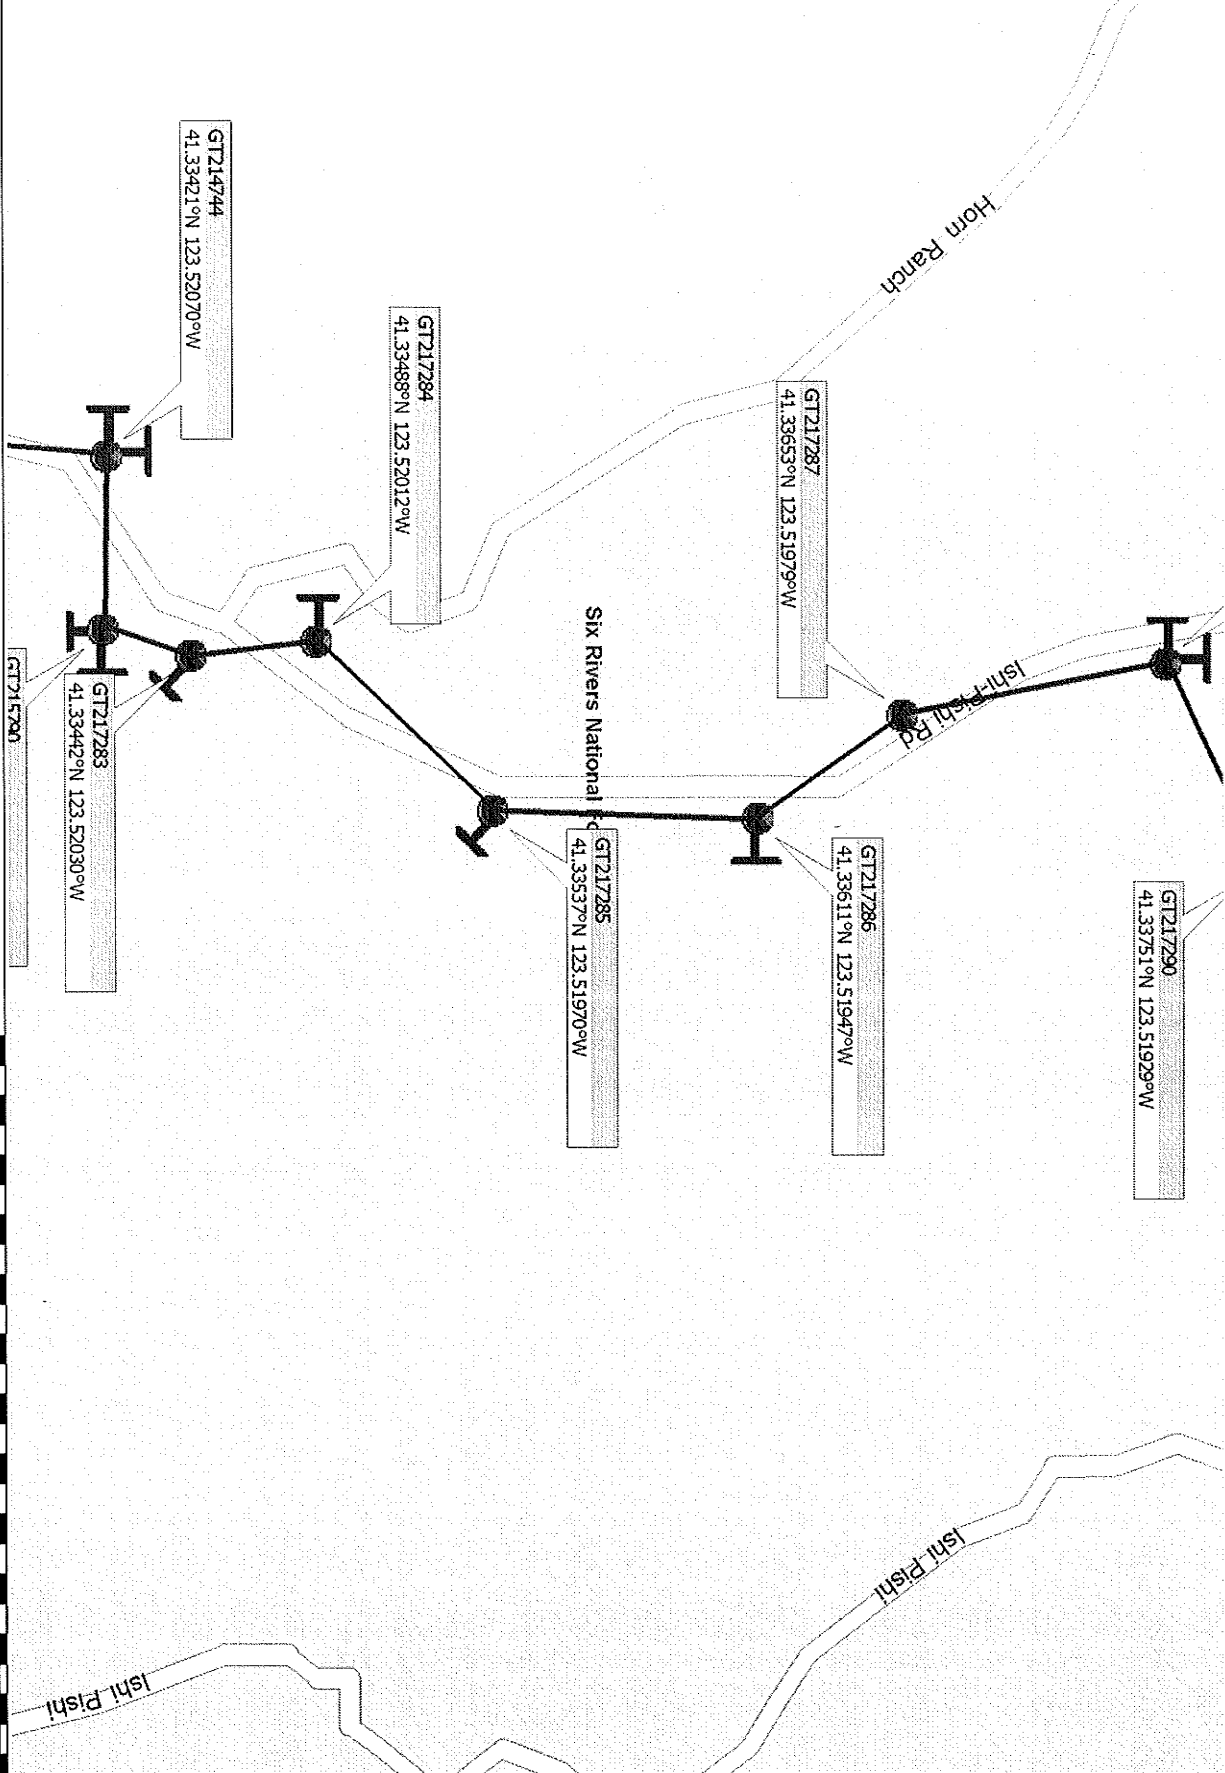 GT214744
41.33421°N 123.52070°W
GT217284
41.33488°N 123.52012°W
GT217287
41.33653°N 123.51979°W
Horn Ranch
Six Rivers National Fo
Ishi-Pishi Rd
GT217290
41.33751°N 123.51929°W
GT217286
41.33611°N 123.51947°W
GT217285
41.33537°N 123.51970°W
GT217283
41.33442°N 123.52030°W
GT215790
Ishi Pishi
Ishi Pishi